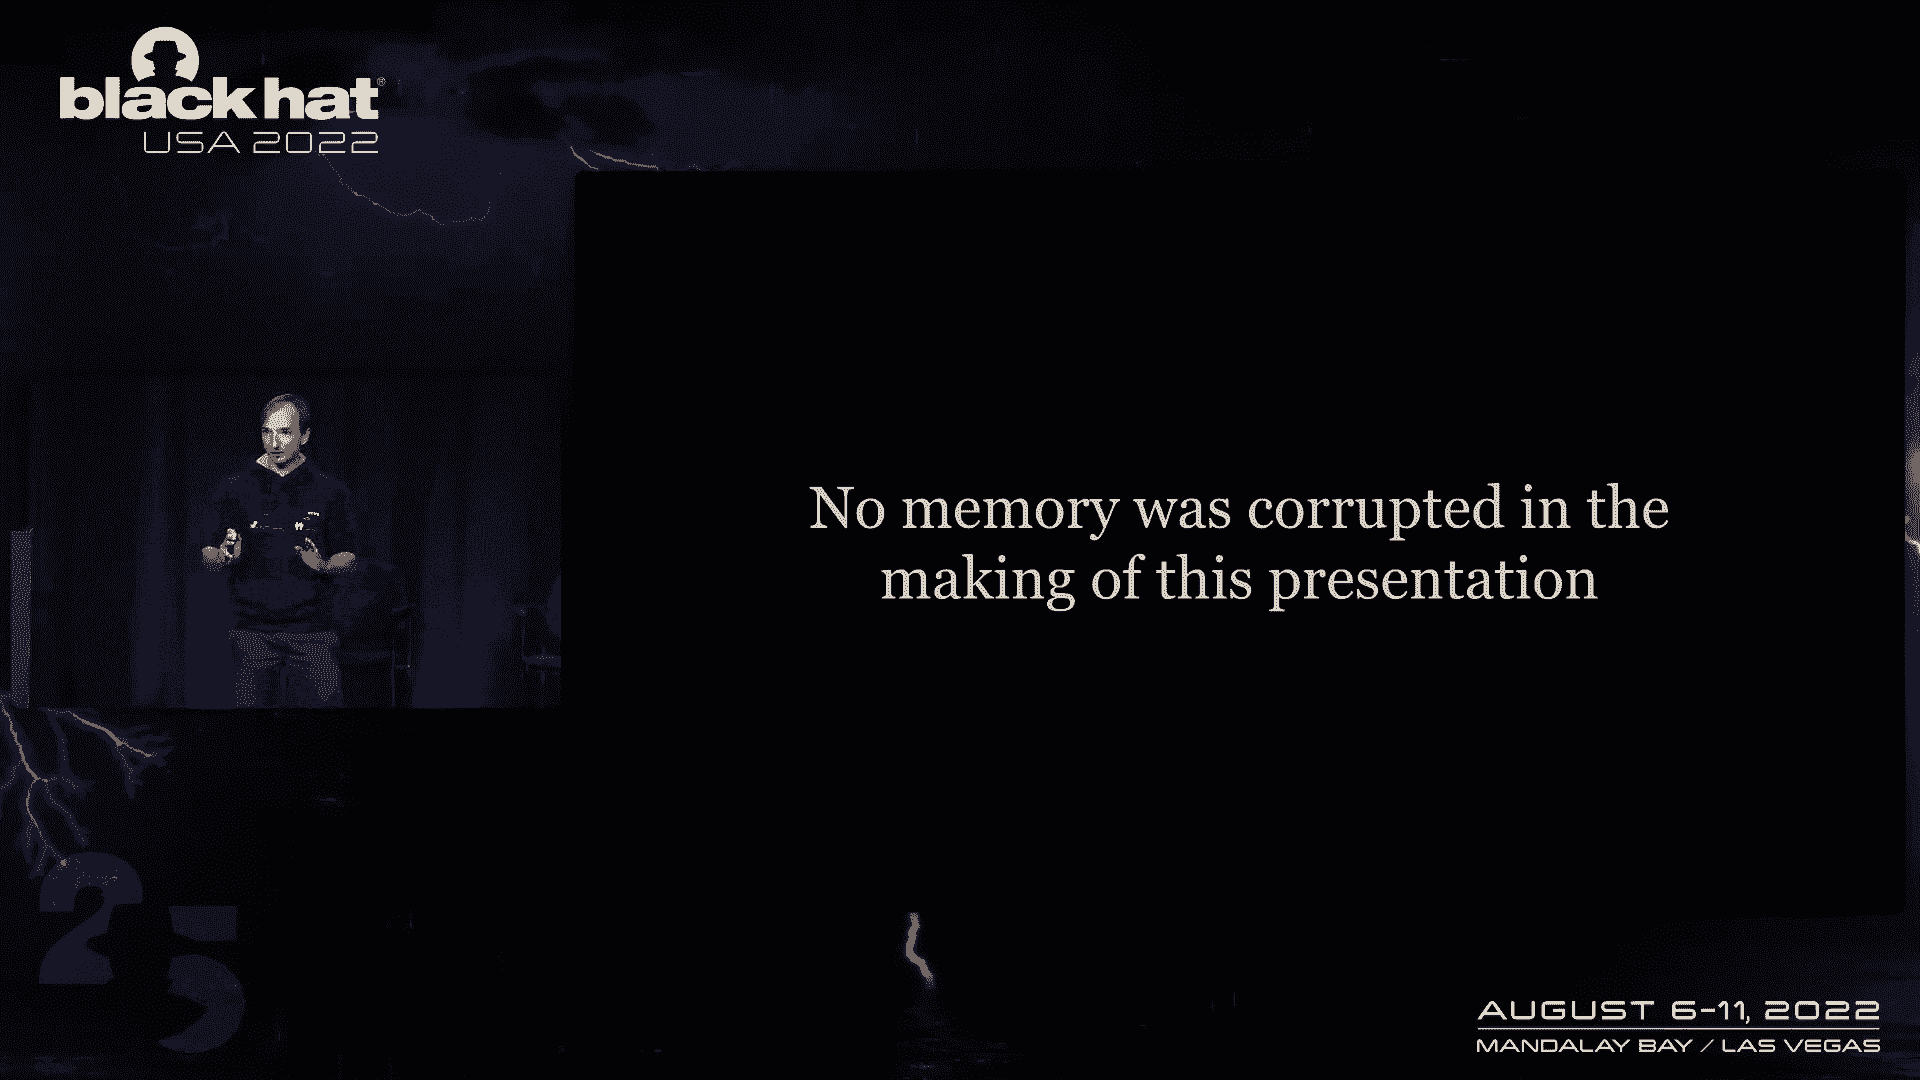 black hat®
USA 2022
No memory was corrupted in the
making of this presentation
25
AUGUST 6-11, 2022
MANDALAY BAY / LAS VEGAS